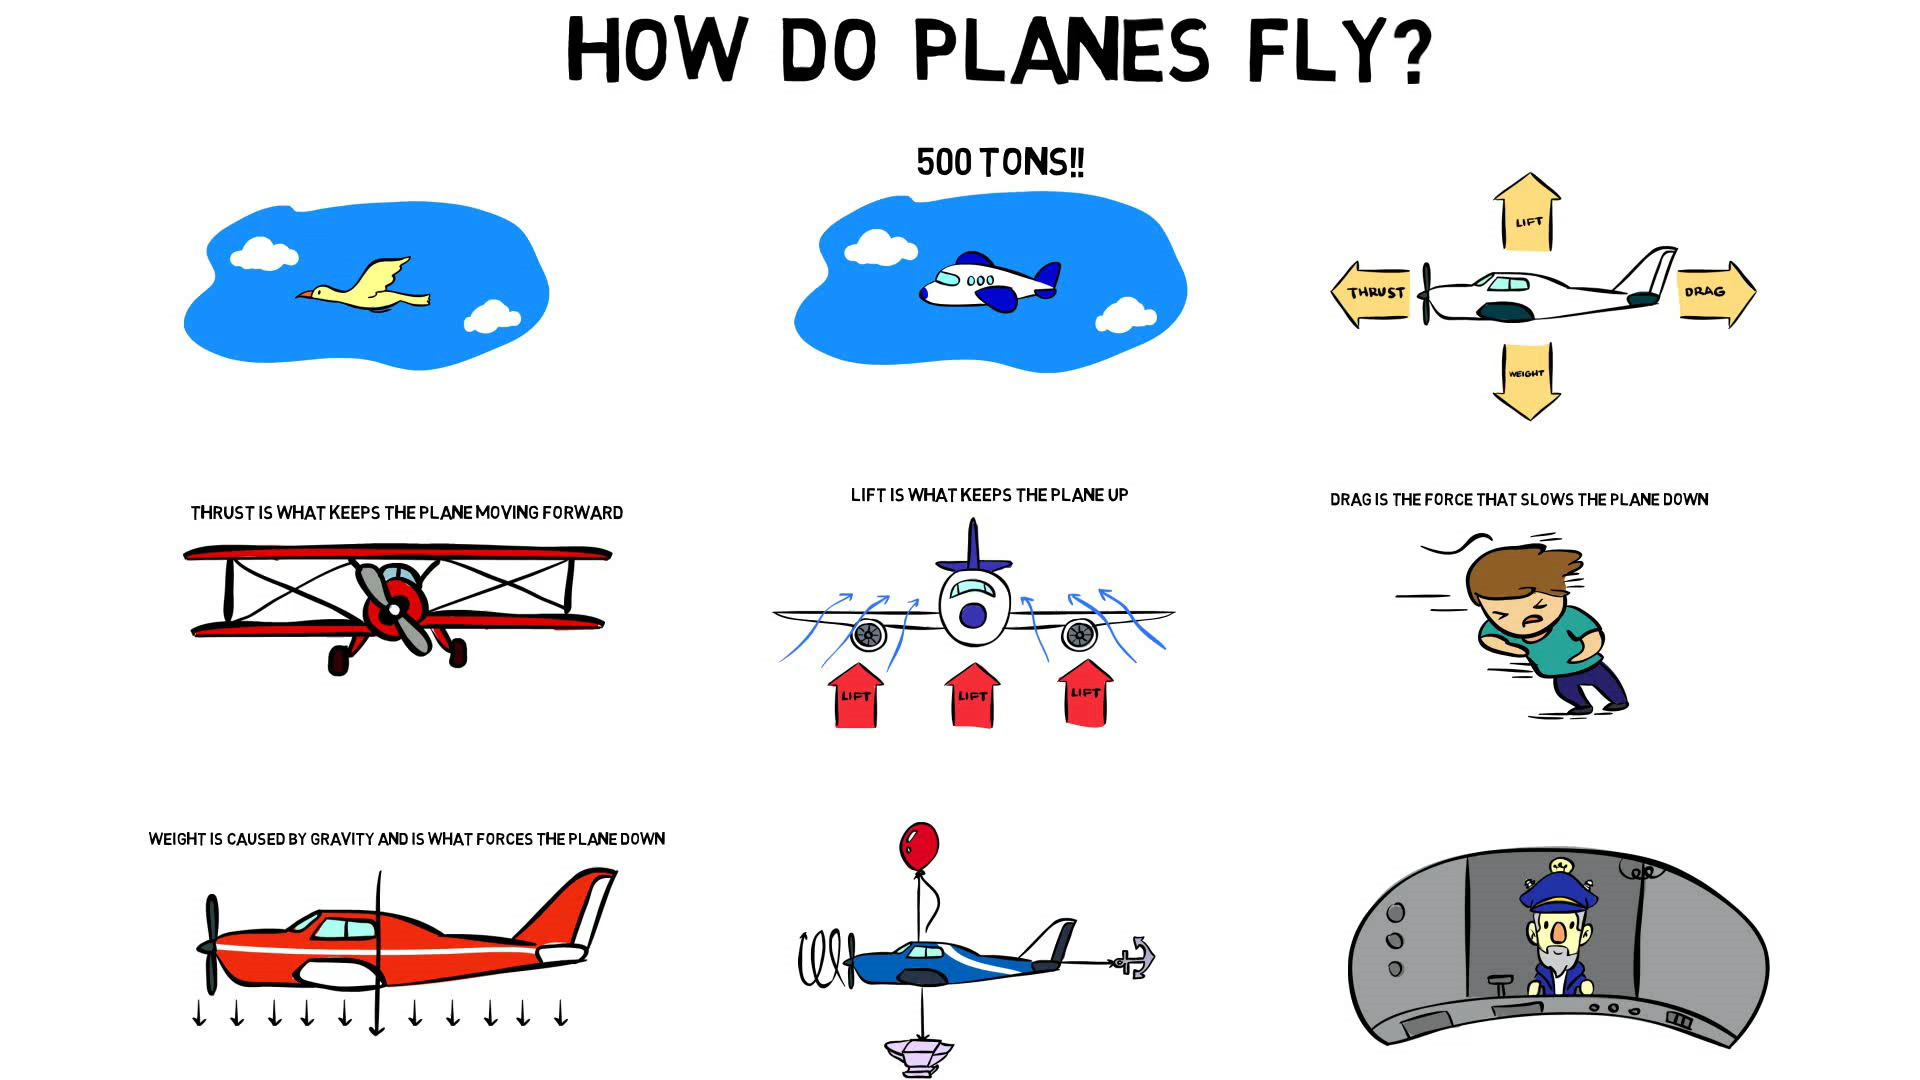 HOW DO PLANES FLY?
500 TONS!!
LIFT
THRUST
DRAG
WEIGHT
THRUST IS WHAT KEEPS THE PLANE MOVING FORWARD
LIFT IS WHAT KEEPS THE PLANE UP
LIFT
LIFT
LIFT
DRAG IS THE FORCE THAT SLOWS THE PLANE DOWN
WEIGHT IS CAUSED BY GRAVITY AND IS WHAT FORCES THE PLANE DOWN